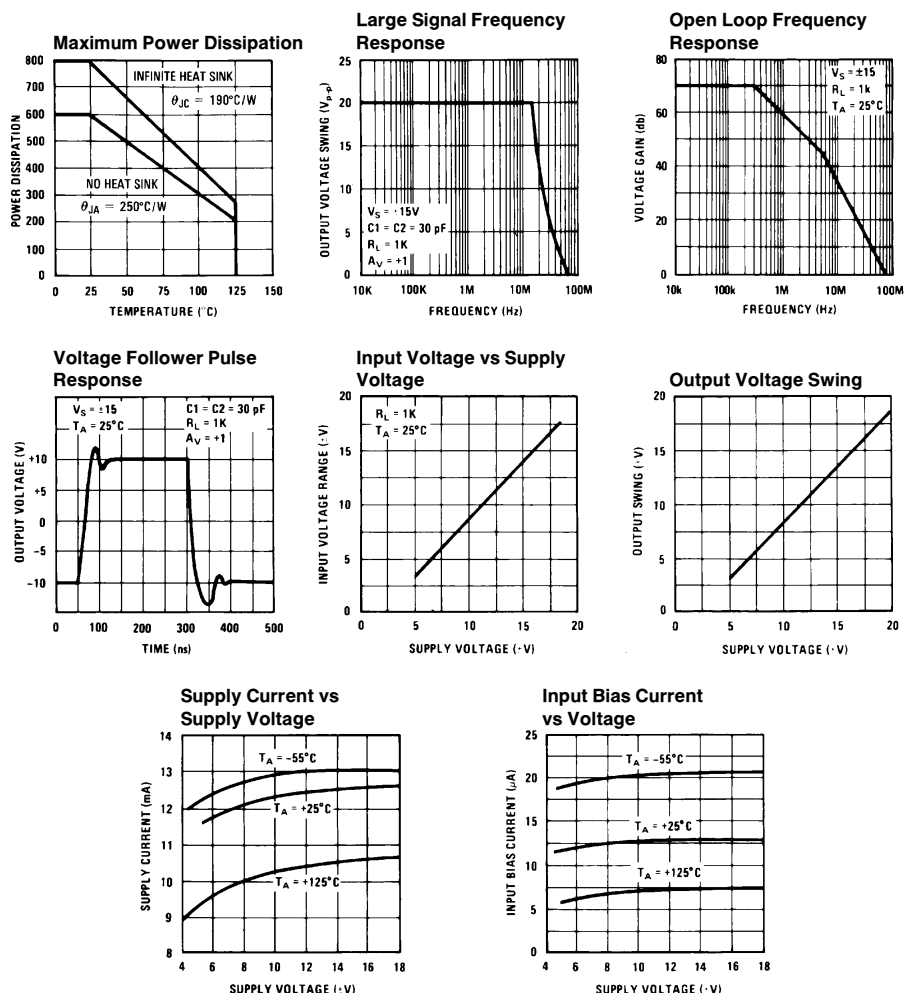 Maximum Power Dissipation
800
700
600
500
400
300
200
100
0
POWER DISSIPATION
INFINITE HEAT SINK
θJC = 190°C/W
NO HEAT SINK
θJA = 250°C/W
0 25 50 75 100 125 150
TEMPERATURE (°C)
Large Signal Frequency
Response
25
20
15
10
5
0
OUTPUT VOLTAGE SWING (Vp-p)
VS = ·15V
C1 = C2 = 30 pF
RL = 1K
AV = +1
10K 100K 1M 10M 100M
FREQUENCY (Hz)
Open Loop Frequency
Response
80
60
40
20
0
VOLTAGE GAIN (db)
VS = ±15
RL = 1k
TA = 25°C
10k 100k 1M 10M 100M
FREQUENCY (Hz)
Voltage Follower Pulse
Response
+10
+5
0
−5
−10
OUTPUT VOLTAGE (V)
VS = ±15
TA = 25°C
C1 = C2 = 30 pF
RL = 1K
AV = +1
0 100 200 300 400 500
TIME (ns)
Input Voltage vs Supply
Voltage
20
15
10
5
0
INPUT VOLTAGE RANGE (±V)
RL = 1K
TA = 25°C
0 5 10 15 20
SUPPLY VOLTAGE (·V)
Output Voltage Swing
20
15
10
5
0
OUTPUT SWING (·V)
0 5 10 15 20
SUPPLY VOLTAGE (·V)
Supply Current vs
Supply Voltage
14
13
12
11
10
9
8
SUPPLY CURRENT (mA)
TA = −55°C
TA = +25°C
TA = +125°C
4 6 8 10 12 14 16 18
SUPPLY VOLTAGE (±V)
Input Bias Current
vs Voltage
25
20
15
10
5
0
INPUT BIAS CURRENT (μA)
TA = −55°C
TA = +25°C
TA = +125°C
4 6 8 10 12 14 16 18
SUPPLY VOLTAGE (±V)